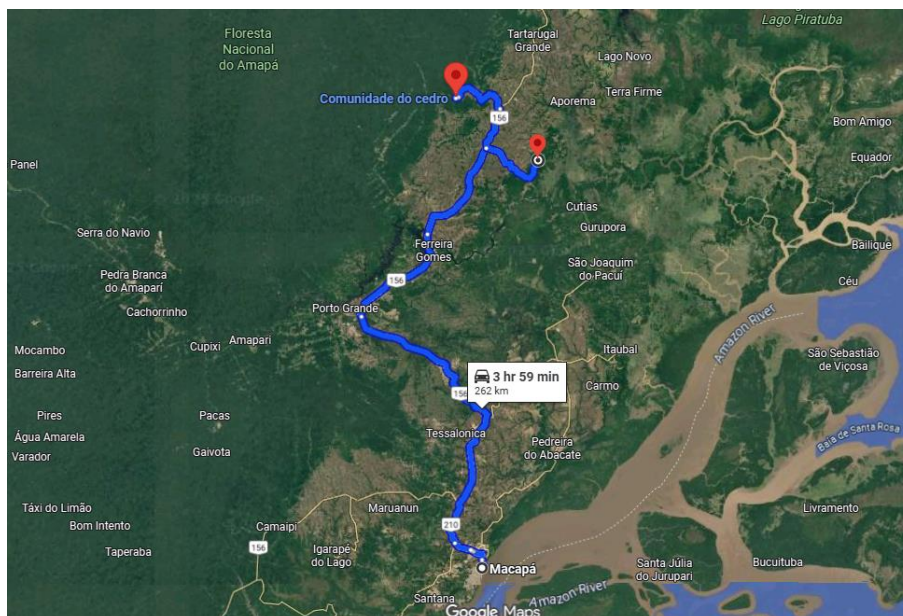 Lago Piratuba
Floresta
Nacional
do Amapá
Tartarugal
Grande
Lago Novo
Comunidade do cedro
Terra Firme
Aporema
156
Bom Amigo
Panel
Equador
Cutias
Gurupora
Serra do Navio
Ferreira
Gomes
Bailique
São Joaquim
do Pacuí
Pedra Branca
do Amaparí
Céu
156
Cachorrinho
Porto Grande
Amazon River
Amapari
Cupixi
Mocambo
Itaubal
São Sebastião
de Viçosa
Barreira Alta
3 hr 59 min
262 km
Carmo
156
Pires
Pacas
Baía de Santa Rosa
Água Amarela
Tessalonica
Pedreira
do Abacate
Varador
Gaivota
Táxi do Limão
Maruanun
Livramento
Bom Intento
Camaipi
210
Taperaba
156
Igarapé
do Lago
Macapá
Santa Júlia
do Jurupari
Bucuituba
Santana
Amazon River
Google Maps